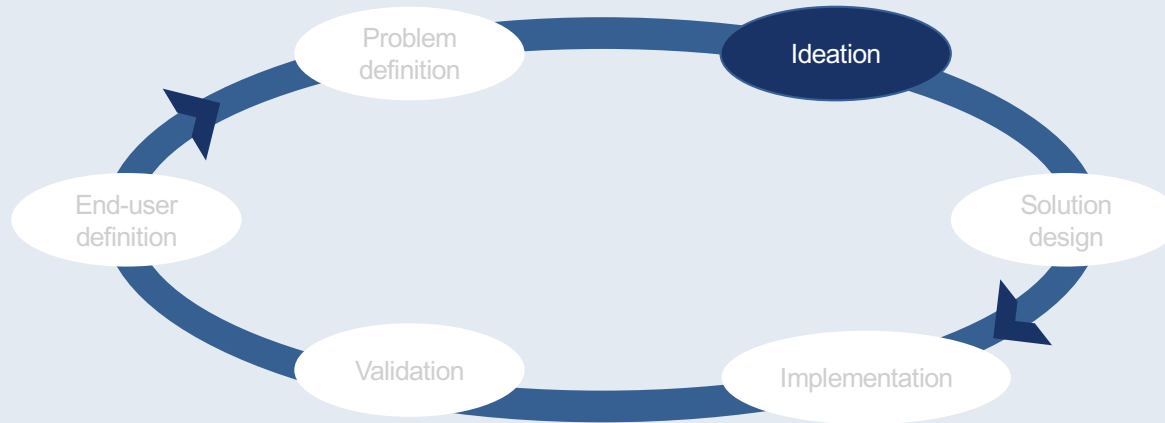 Problem
definition
Ideation
End-user
definition
Solution
design
Validation
Implementation